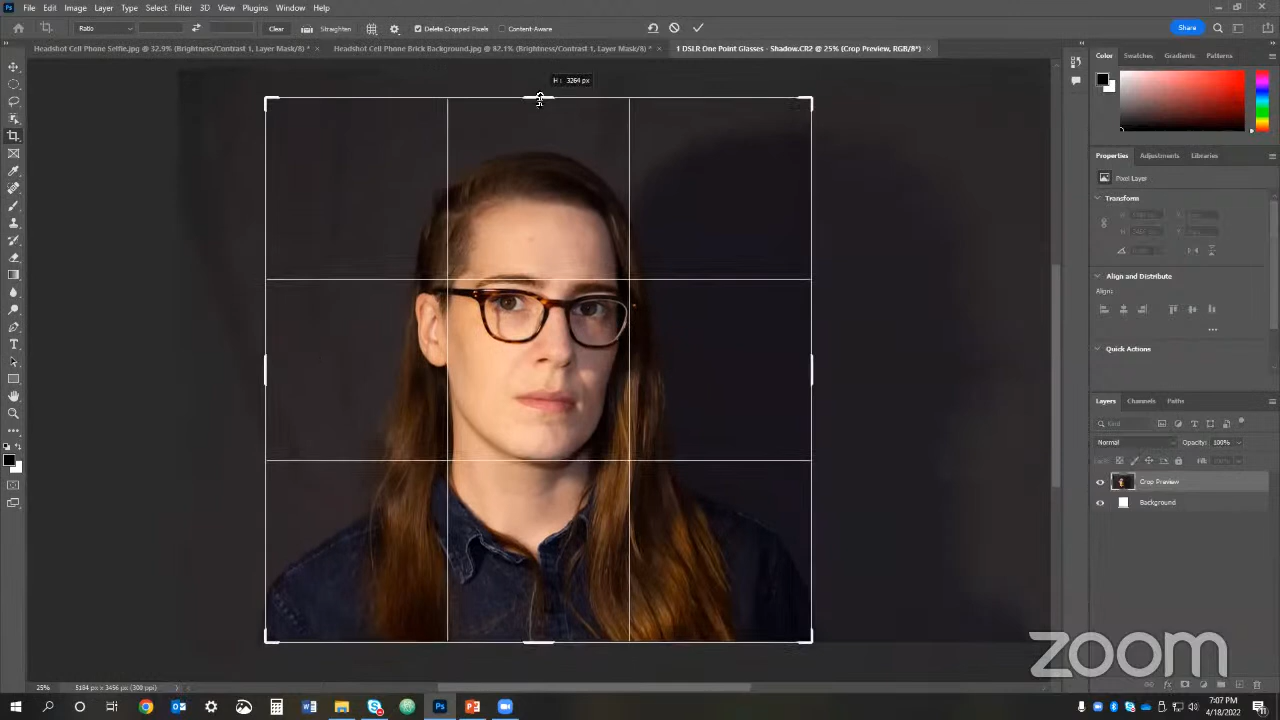 Ps File Edit Image Layer Type Select Filter 3D View Plugins Window Help
Ratio Clear Straighten Delete Cropped Pixels Content-Aware Share
Headshot Cell Phone Selfie.jpg @ 32.9% (Brightness/Contrast 1, Layer Mask/8) * × Headshot Cell Phone Brick Background.jpg @ 82.1% (Brightness/Contrast 1, Layer Mask/8) * × 1 DSLR One Point Glasses - Shadow.CR2 @ 25% (Crop Preview, RGB/8*) ×
Color Swatches Gradients Patterns
H: 3264 px
Properties Adjustments Libraries
Pixel Layer
Transform
Align and Distribute
Align:
Quick Actions
Layers Channels Paths
Kind
Normal Opacity: 100%
Fill: 100%
Crop Preview
Background
zoom
25% 5184 px x 3456 px (300 ppi)
7:07 PM
4/18/2022